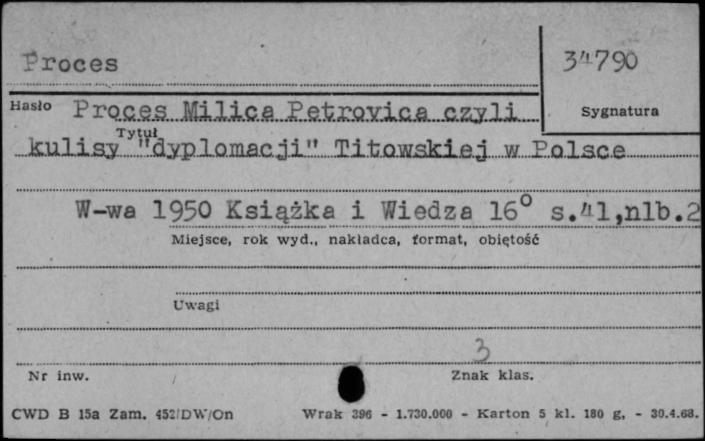 Proces
34790
Hasło Proces Milica Petrovica czyli
Sygnatura
Tytuł
kulisy "dyplomacji" Titowskiej w Polsce
W-wa 1950 Książka i Wiedza 16° s.41,nlb.2
Miejsce, rok wyd., nakładca, format, objętość
Uwagi
3
Nr inw.
Znak klas.
CWD B 15a Zam. 452/DW/On Wrak 396 - 1.730.000 - Karton 5 kl. 180 g, - 30.4.68.